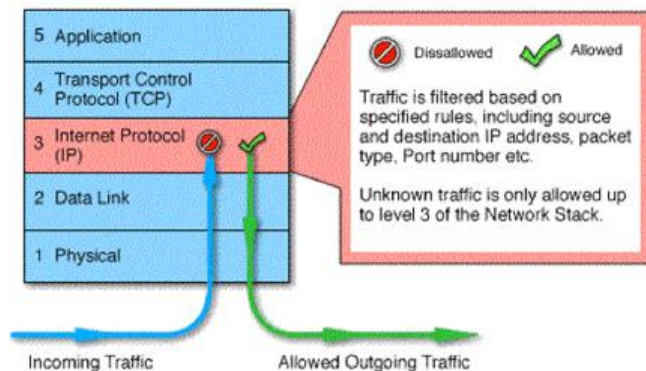 5 Application
4 Transport Control
Protocol (TCP)
3 Internet Protocol
(IP)
2 Data Link
1 Physical
Dissallowed
Allowed
Traffic is filtered based on
specified rules, including source
and destination IP address, packet
type, Port number etc.
Unknown traffic is only allowed up
to level 3 of the Network Stack.
Incoming Traffic
Allowed Outgoing Traffic